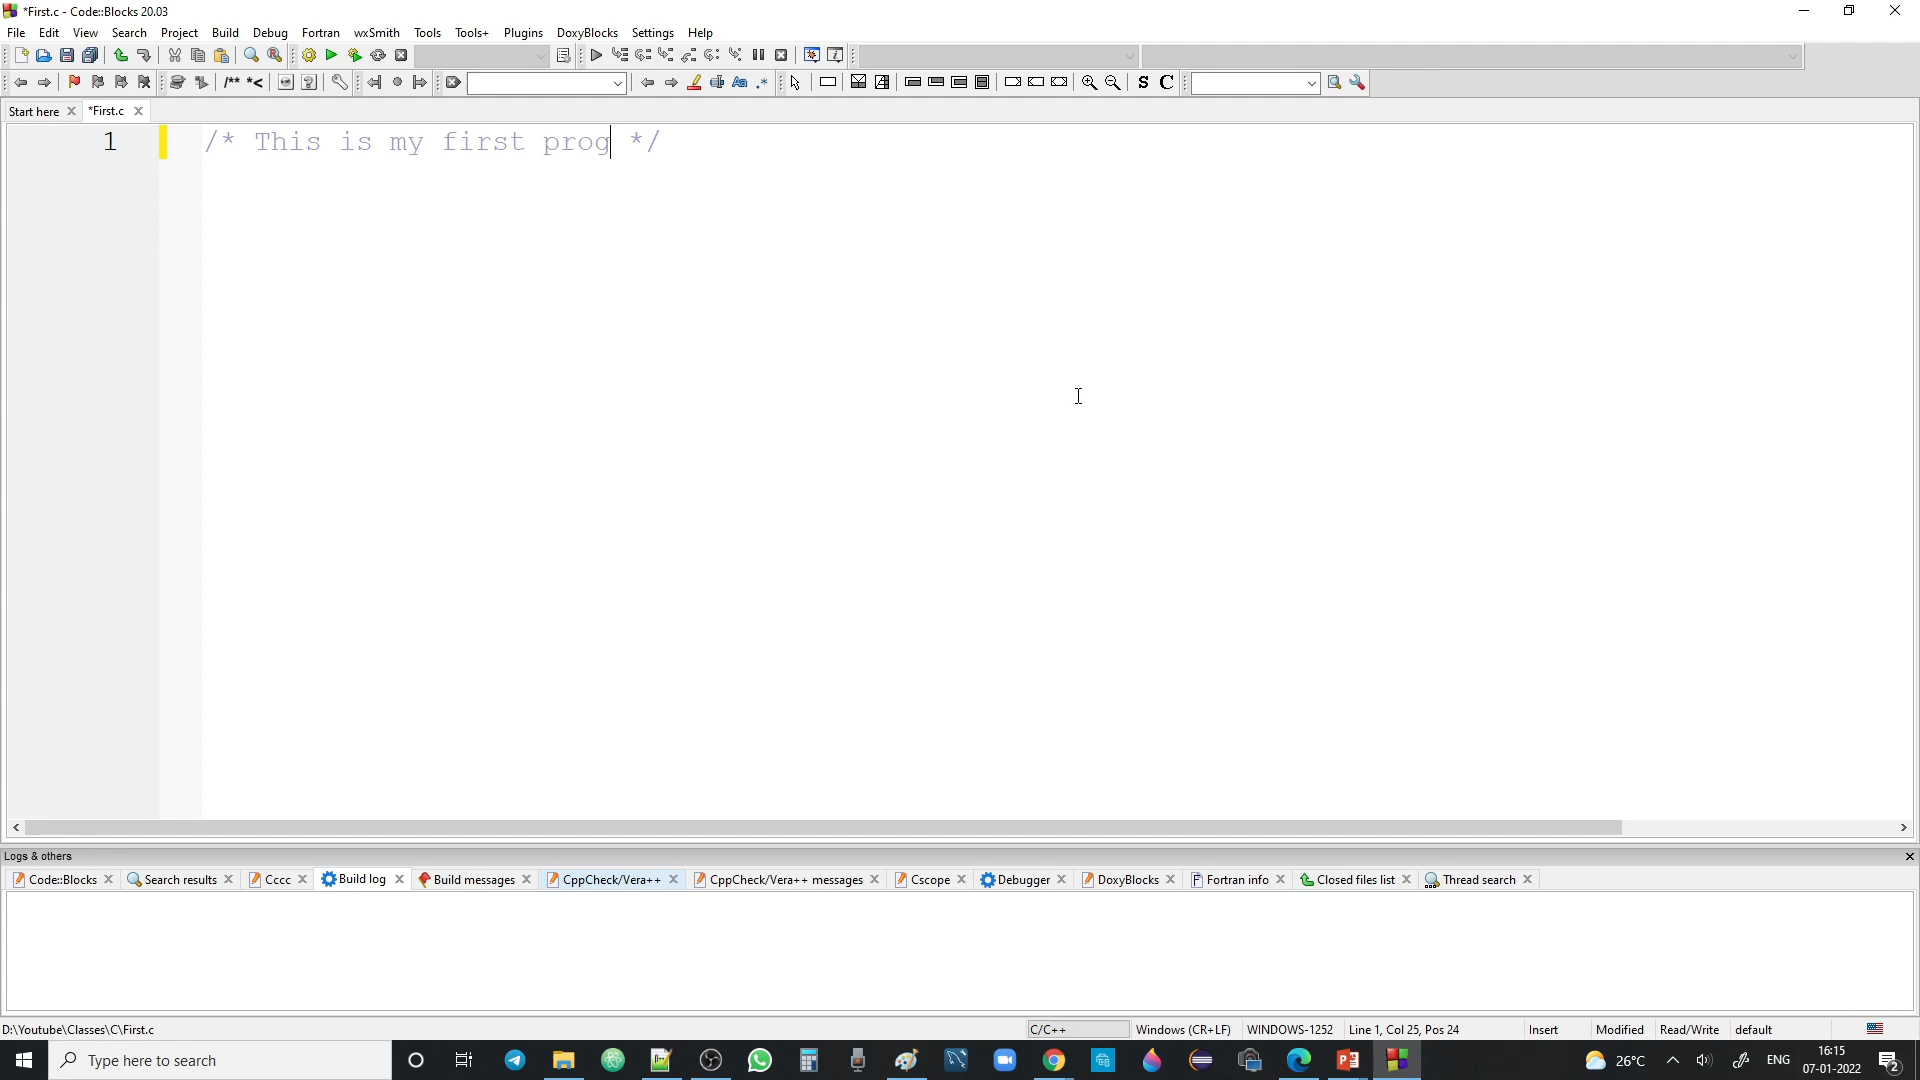 *First.c - Code::Blocks 20.03
File Edit View Search Project Build Debug Fortran wxSmith Tools Tools+ Plugins DoxyBlocks Settings Help
/** *< Aa .* S C
Start here *First.c
1 /* This is my first prog */
Logs & others
Code::Blocks Search results Cccc Build log Build messages CppCheck/Vera++ CppCheck/Vera++ messages Cscope Debugger DoxyBlocks Fortran info Closed files list Thread search
D:\Youtube\Classes\C\First.c C/C++ Windows (CR+LF) WINDOWS-1252 Line 1, Col 25, Pos 24 Insert Modified Read/Write default
Type here to search 26°C ENG 16:15
07-01-2022 2